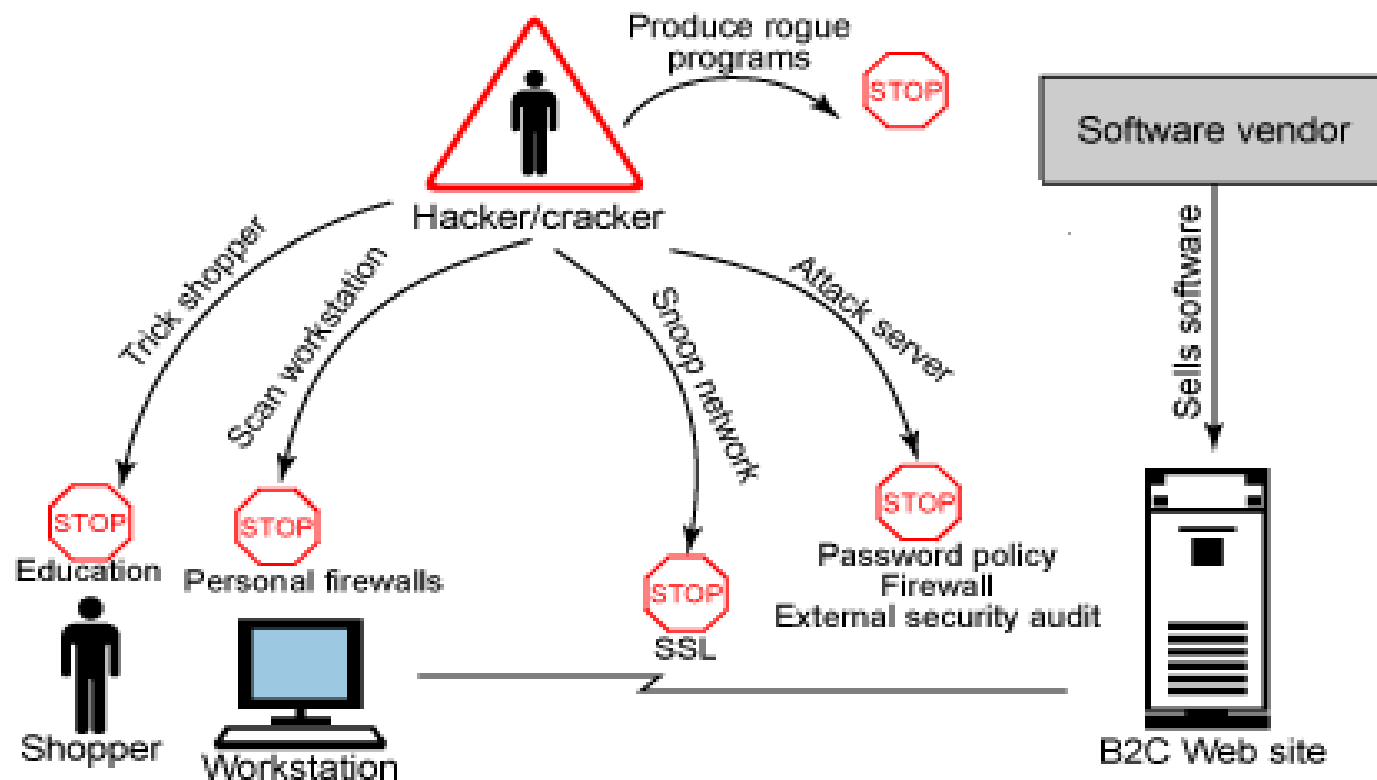 Produce rogue
programs
STOP
Software vendor
Hacker/cracker
Trick shopper
Scan workstation
Snoop network
Attack server
Sells software
STOP
Education
STOP
Personal firewalls
STOP
SSL
STOP
Password policy
Firewall
External security audit
Shopper
Workstation
B2C Web site